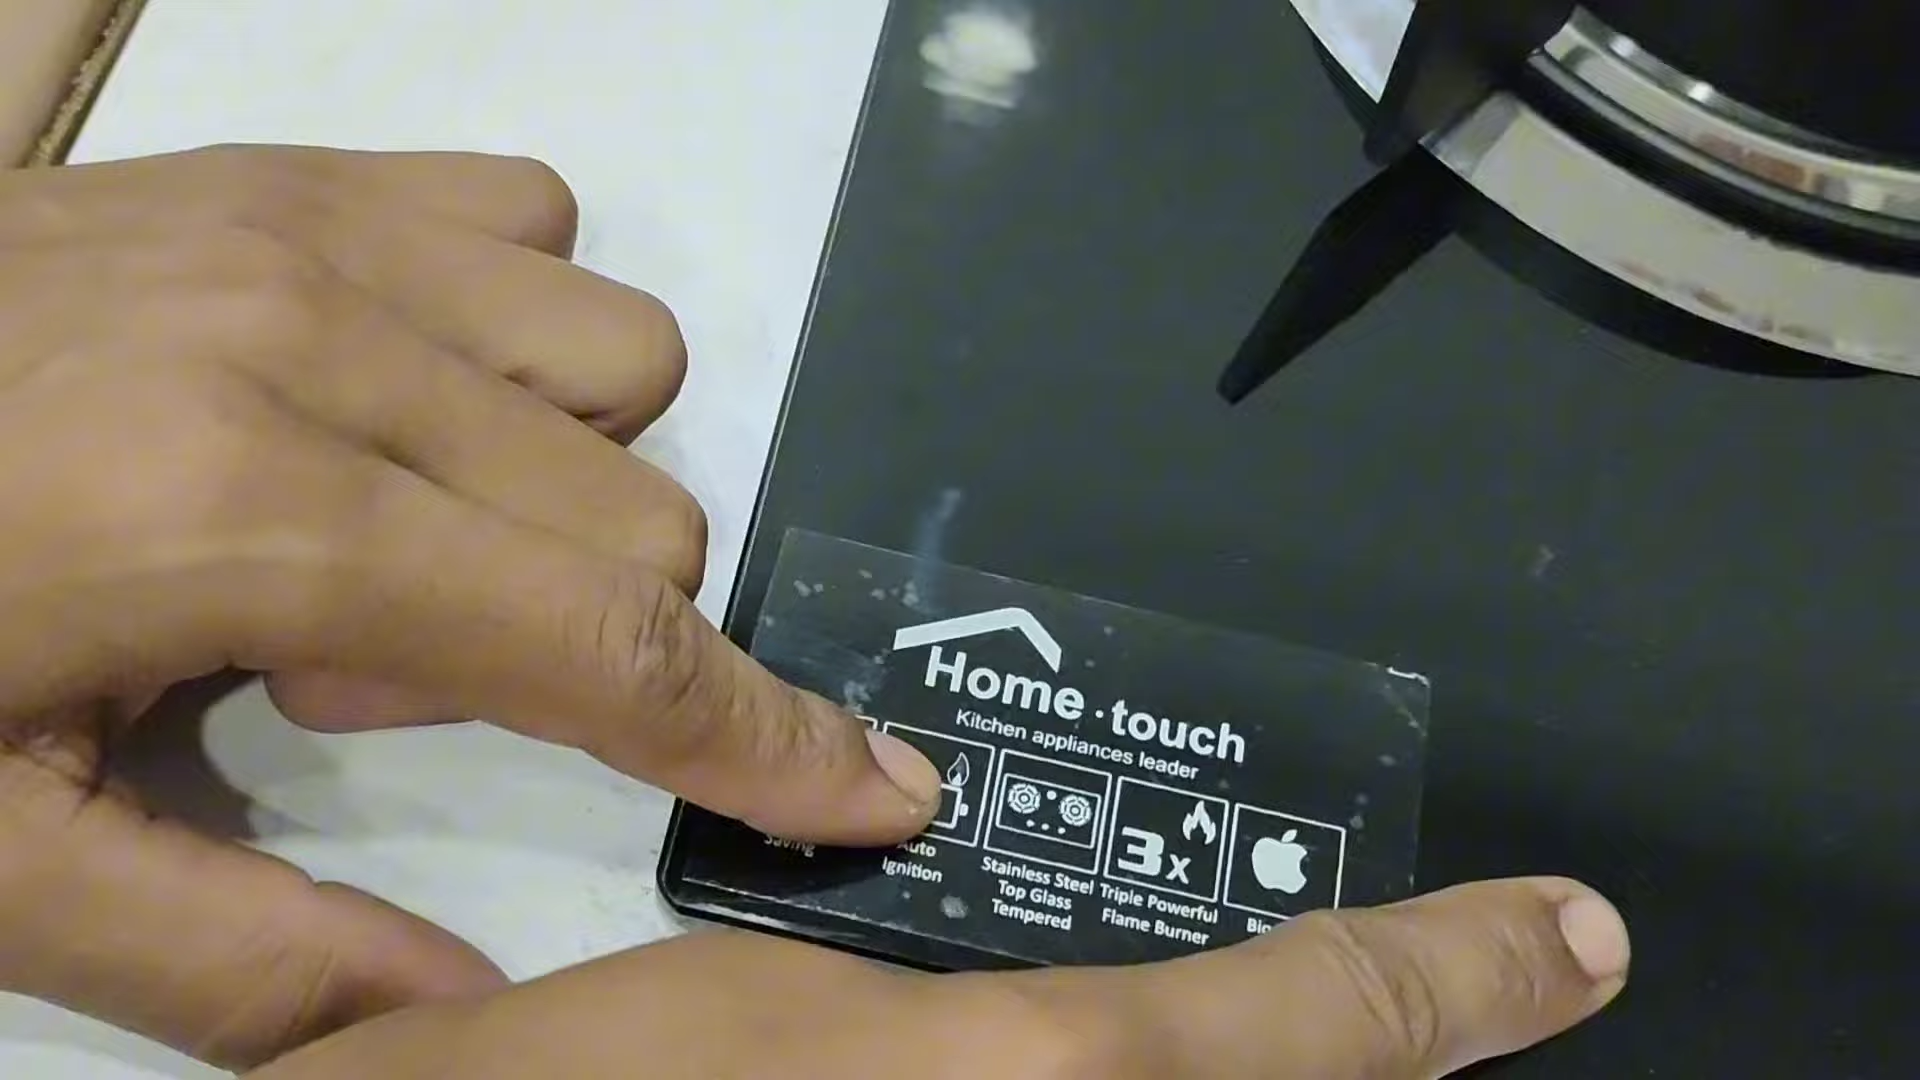 Home · touch
Kitchen appliances leader
3x
Saving
Auto
Ignition
Stainless Steel
Top Glass
Tempered
Triple Powerful
Flame Burner